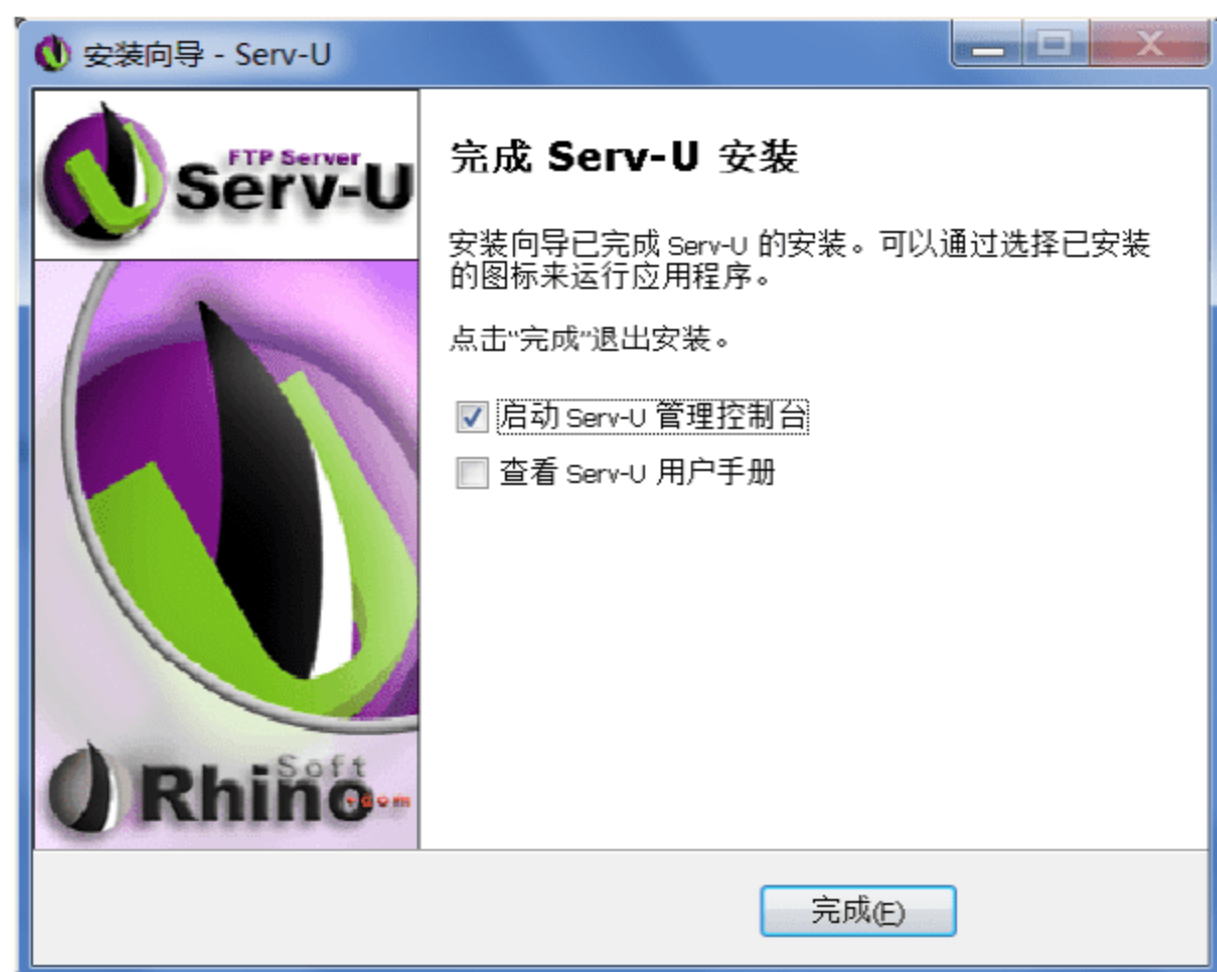 安装向导 - Serv-U
FTP Server
Serv-U
完成 Serv-U 安装
安装向导已完成 Serv-U 的安装。可以通过选择已安装
的图标来运行应用程序。
点击“完成”退出安装。
启动 Serv-U 管理控制台
查看 Serv-U 用户手册
Soft
Rhino.com
完成(F)